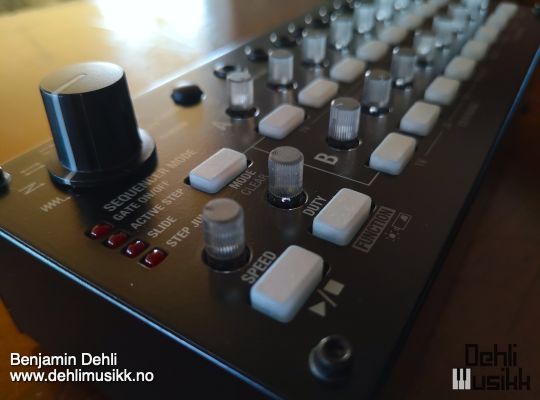 A
B
SEQUENCER MODE
GATE ON/OFF
ACTIVE STEP
SLIDE
STEP JU
MODE
CLEAR
DUTY
FUNCTION
SPEED
Benjamin Dehli
www.dehlimusikk.no
Dehli
Musikk